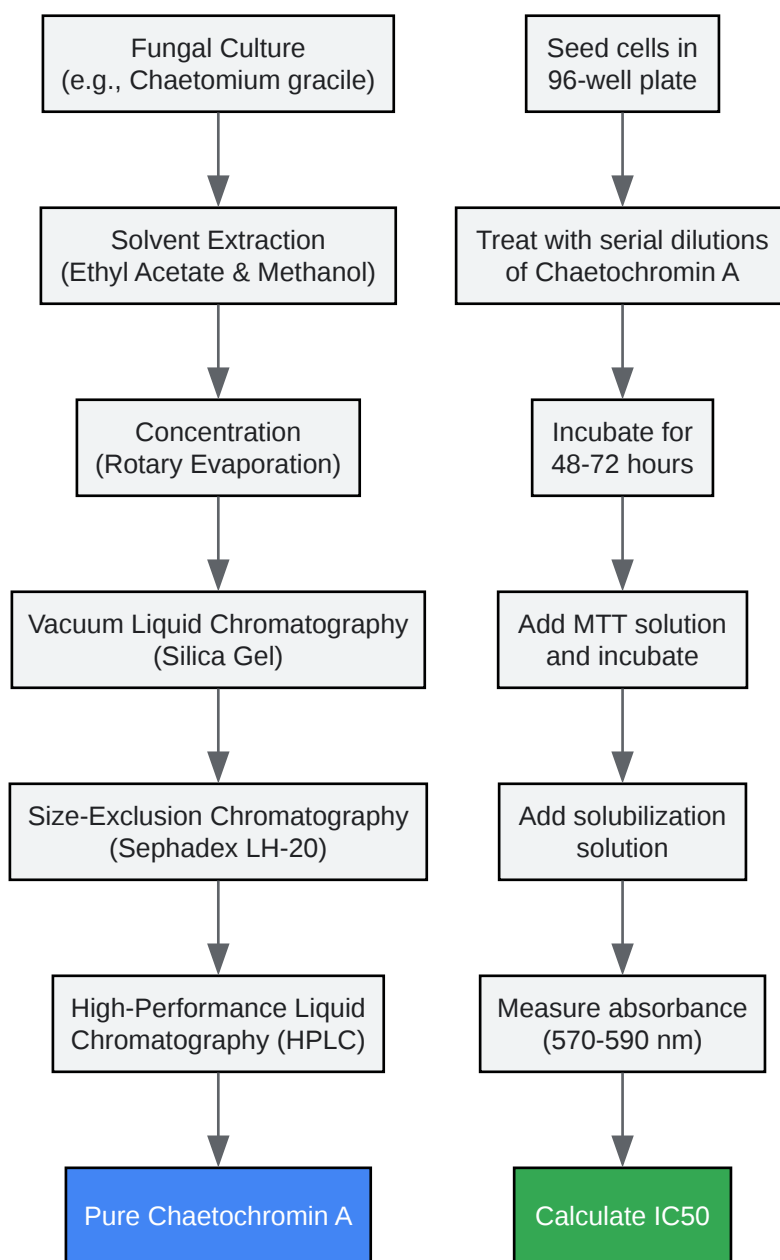 Fungal Culture
(e.g., Chaetomium gracile)
Solvent Extraction
(Ethyl Acetate & Methanol)
Concentration
(Rotary Evaporation)
Vacuum Liquid Chromatography
(Silica Gel)
Size-Exclusion Chromatography
(Sephadex LH-20)
High-Performance Liquid
Chromatography (HPLC)
Pure Chaetochromin A
Seed cells in
96-well plate
Treat with serial dilutions
of Chaetochromin A
Incubate for
48-72 hours
Add MTT solution
and incubate
Add solubilization
solution
Measure absorbance
(570-590 nm)
Calculate IC50